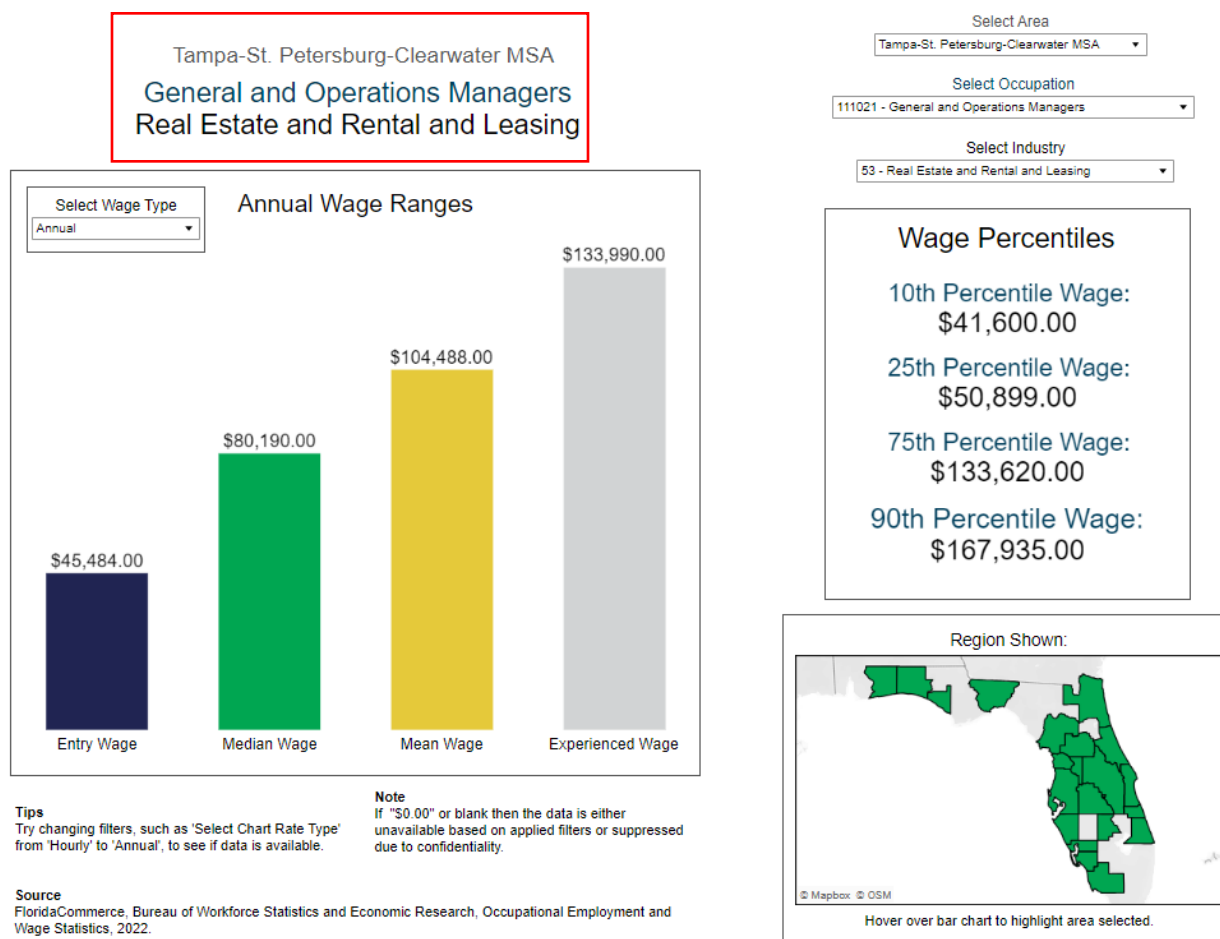 Tampa-St. Petersburg-Clearwater MSA
General and Operations Managers
Real Estate and Rental and Leasing
Select Area
Tampa-St. Petersburg-Clearwater MSA
Select Occupation
111021 - General and Operations Managers
Select Industry
53 - Real Estate and Rental and Leasing
Select Wage Type
Annual
Annual Wage Ranges
$45,484.00
$80,190.00
$104,488.00
$133,990.00
Entry Wage
Median Wage
Mean Wage
Experienced Wage
Wage Percentiles
10th Percentile Wage:
$41,600.00
25th Percentile Wage:
$50,899.00
75th Percentile Wage:
$133,620.00
90th Percentile Wage:
$167,935.00
Region Shown:
© Mapbox © OSM
Hover over bar chart to highlight area selected.
Tips
Try changing filters, such as 'Select Chart Rate Type'
from 'Hourly' to 'Annual', to see if data is available.
Note
If "$0.00" or blank then the data is either
unavailable based on applied filters or suppressed
due to confidentiality.
Source
FloridaCommerce, Bureau of Workforce Statistics and Economic Research, Occupational Employment and
Wage Statistics, 2022.